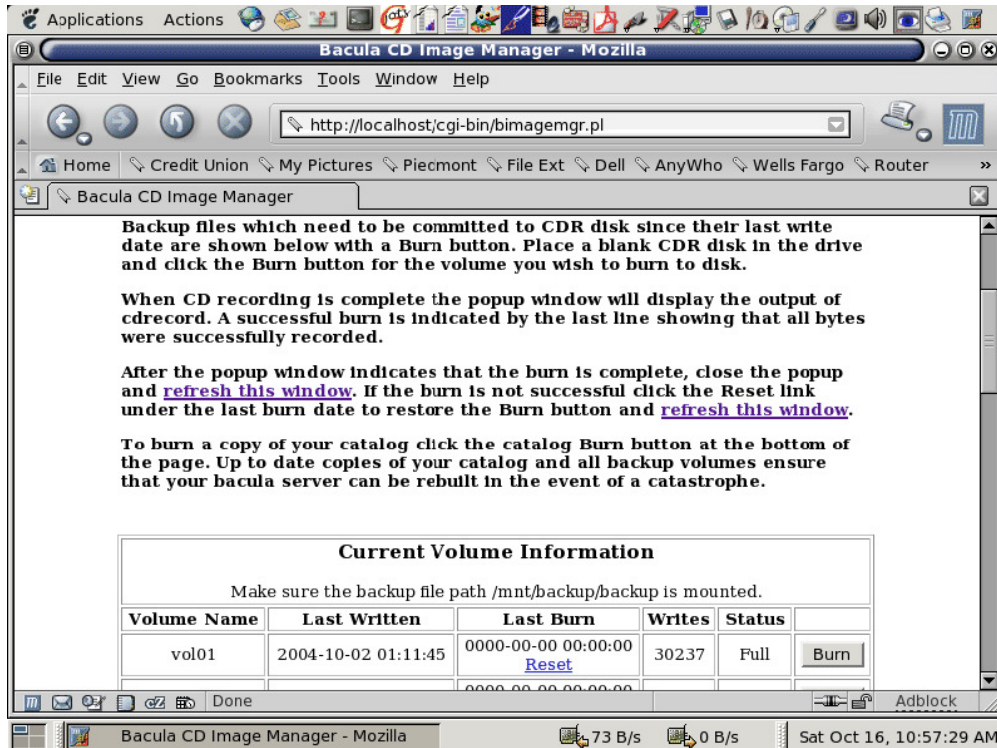 Applications Actions
Bacula CD Image Manager - Mozilla
File Edit View Go Bookmarks Tools Window Help
http://localhost/cgi-bin/bimagemgr.pl
Home Credit Union My Pictures Piecmont File Ext Dell AnyWho Wells Fargo Router »
Bacula CD Image Manager
Backup files which need to be committed to CDR disk since their last write
date are shown below with a Burn button. Place a blank CDR disk in the drive
and click the Burn button for the volume you wish to burn to disk.
When CD recording is complete the popup window will display the output of
cdrecord. A successful burn is indicated by the last line showing that all bytes
were successfully recorded.
After the popup window indicates that the burn is complete, close the popup
and refresh this window. If the burn is not successful click the Reset link
under the last burn date to restore the Burn button and refresh this window.
To burn a copy of your catalog click the catalog Burn button at the bottom of
the page. Up to date copies of your catalog and all backup volumes ensure
that your bacula server can be rebuilt in the event of a catastrophe.
Current Volume Information
Make sure the backup file path /mnt/backup/backup is mounted.
Volume Name Last Written Last Burn Writes Status
vol01 2004-10-02 01:11:45 0000-00-00 00:00:00 30237 Full Burn
Reset
0000-00-00 00:00:00
Done Adblock
Bacula CD Image Manager - Mozilla 73 B/s 0 B/s Sat Oct 16, 10:57:29 AM